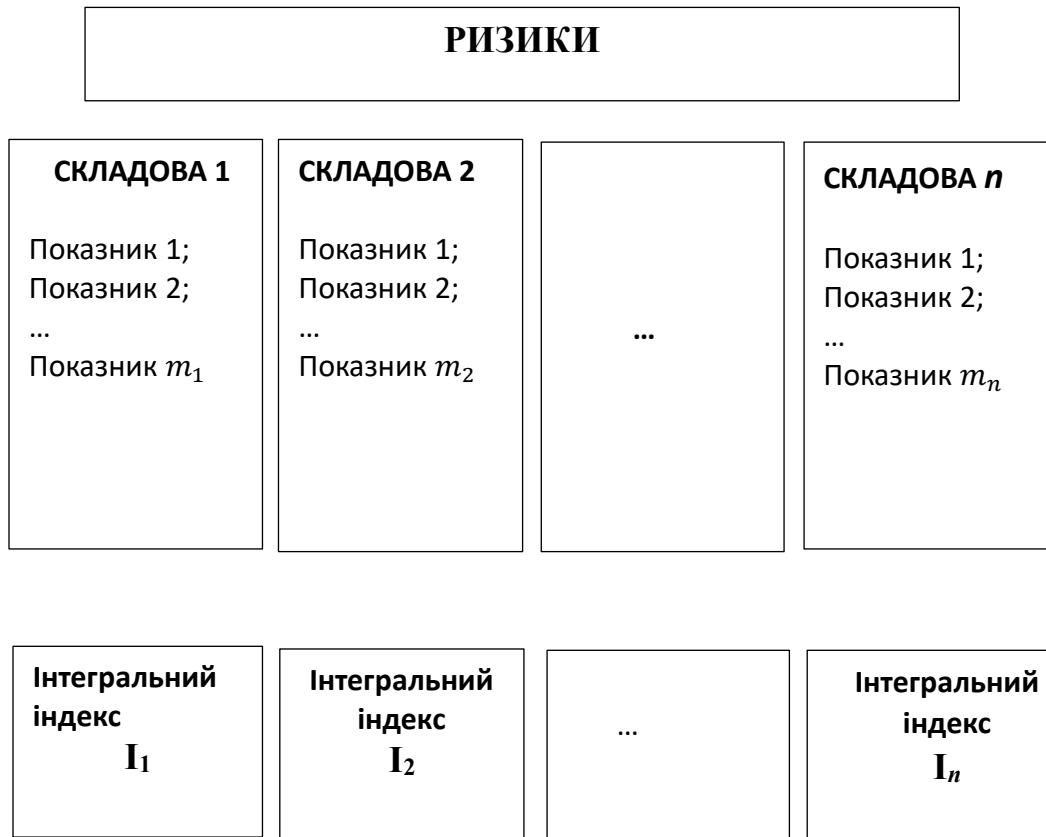 РИЗИКИ
СКЛАДОВА 1
Показник 1;
Показник 2;
...
Показник m₁
СКЛАДОВА 2
Показник 1;
Показник 2;
...
Показник m₂
...
СКЛАДОВА n
Показник 1;
Показник 2;
...
Показник mₙ
Інтегральний
індекс
I₁
Інтегральний
індекс
I₂
...
Інтегральний
індекс
Iₙ